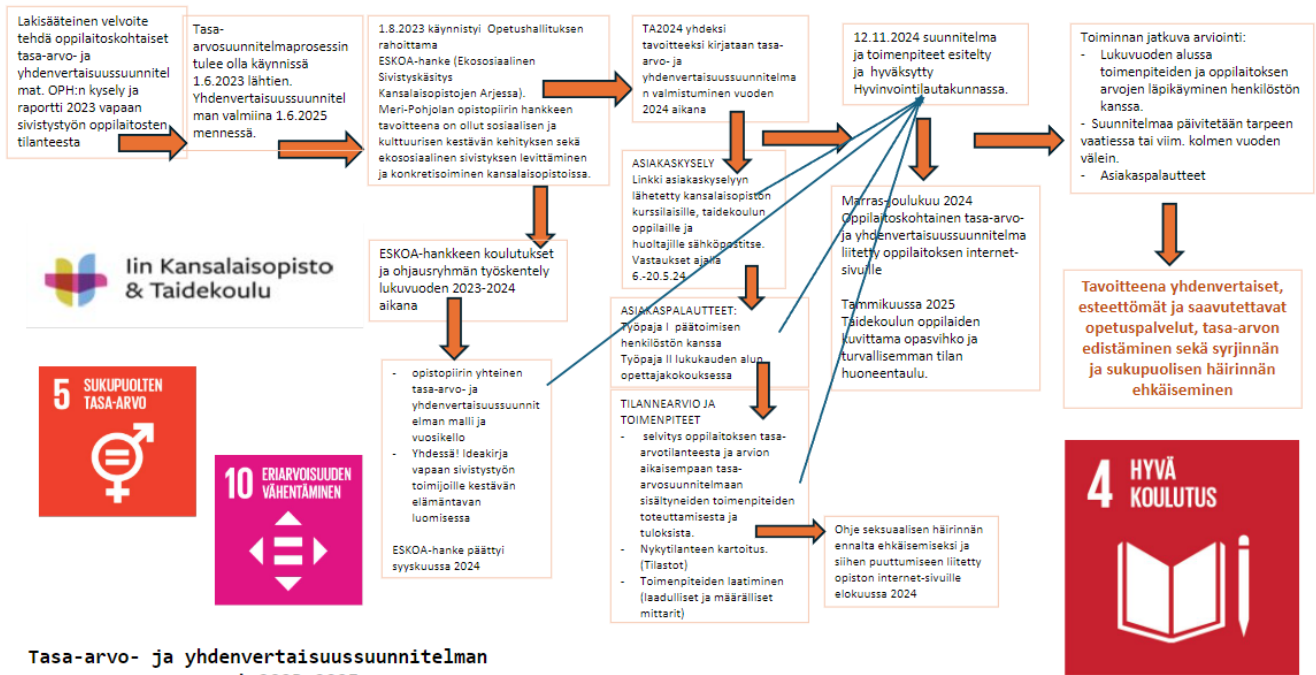 Lakisääteinen velvoite
tehdä oppilaitoskohtaiset
tasa-arvo- ja
yhdenvertaisuussuunnitel
mat. OPH:n kysely ja
raportti 2023 vapaan
sivistystyön oppilaitosten
tilanteesta
Tasa-
arvosuunnitelmaprosessin
tulee olla käynnissä
1.6.2023 lähtien.
Yhdenvertaisuussuunnitel
man valmiina 1.6.2025
mennessä.
1.8.2023 käynnistyi Opetushallituksen
rahoittama
ESKOA-hanke (Ekososiaalinen
Sivistyskäsitys
Kansalaisopistojen Arjessa).
Meri-Pohjolan opistopiirin hankkeen
tavoitteena on ollut sosiaalisen ja
kulttuurisen kestävän kehityksen sekä
ekososiaalinen sivistyksen levittäminen
ja konkretisoiminen kansalaisopistoissa.
TA2024 yhdeksi
tavoitteeksi kirjataan tasa-
arvo- ja
yhdenvertaisuussuunnitelma
n valmistuminen vuoden
2024 aikana
12.11.2024 suunnitelma
ja toimenpiteet esitelty
ja hyväksytty
Hyvinvointilautakunnassa.
Toiminnan jatkuva arviointi:
- Lukuvuoden alussa
toimenpiteiden ja oppilaitoksen
arvojen läpikäyminen henkilöstön
kanssa.
- Suunnitelmaa päivitetään tarpeen
vaatiessa tai viim. kolmen vuoden
välein.
- Asiakaspalautteet
Iin Kansalaisopisto
& Taidekoulu
ESKOA-hankkeen koulutukset
ja ohjausryhmän työskentely
lukuvuoden 2023-2024
aikana
ASIAKASKYSELY
Linkki asiakaskyselyyn
lähetetty kansalaisopiston
kurssilaisille, taidekoulun
oppilaille ja
huoltajille sähköpostitse.
Vastaukset ajalla
6.-20.5.24
Marras-joulukuu 2024
Oppilaitoskohtainen tasa-arvo-
ja yhdenvertaisuussuunnitelma
liitetty oppilaitoksen internet-
sivuille
Tammikuussa 2025
Taidekoulun oppilaiden
kuvittama opasvihko ja
turvallisemman tilan
huoneentaulu.
Tavoitteena yhdenvertaiset,
esteettömät ja saavutettavat
opetuspalvelut, tasa-arvon
edistäminen sekä syrjinnän
ja sukupuolisen häirinnän
ehkäiseminen
ASIAKASPALAUTTEET:
Työpaja I päätoimisen
henkilöstön kanssa
Työpaja II lukukauden alun
opettajakokouksessa
- opistopiirin yhteinen
tasa-arvo- ja
yhdenvertaisuussuunnit
elman malli ja
vuosikello
- Yhdessä! Ideakirja
vapaan sivistystyön
toimijoille kestävän
elämäntavan
luomisessa
ESKOA-hanke päättyi
syyskuussa 2024
TILANNEARVIO JA
TOIMENPITEET
- selvitys oppilaitoksen tasa-
arvotilanteesta ja arvion
aikaisempaan tasa-
arvosuunnitelmaan
sisältyneiden toimenpiteiden
toteuttamisesta ja
tuloksista.
- Nykytilanteen kartoitus.
(Tilastot)
- Toimenpiteiden laatiminen
(laadulliset ja määrälliset
mittarit)
Ohje seksuaalisen häirinnän
ennalta ehkäisemiseksi ja
siihen puuttumiseen liitetty
opiston internet-sivuille
elokuussa 2024
5 SUKUPUOLTEN
TASA-ARVO
10 ERIARVOISUUDEN
VÄHENTÄMINEN
4 HYVÄ
KOULUTUS
Tasa-arvo- ja yhdenvertaisuussuunnitelman